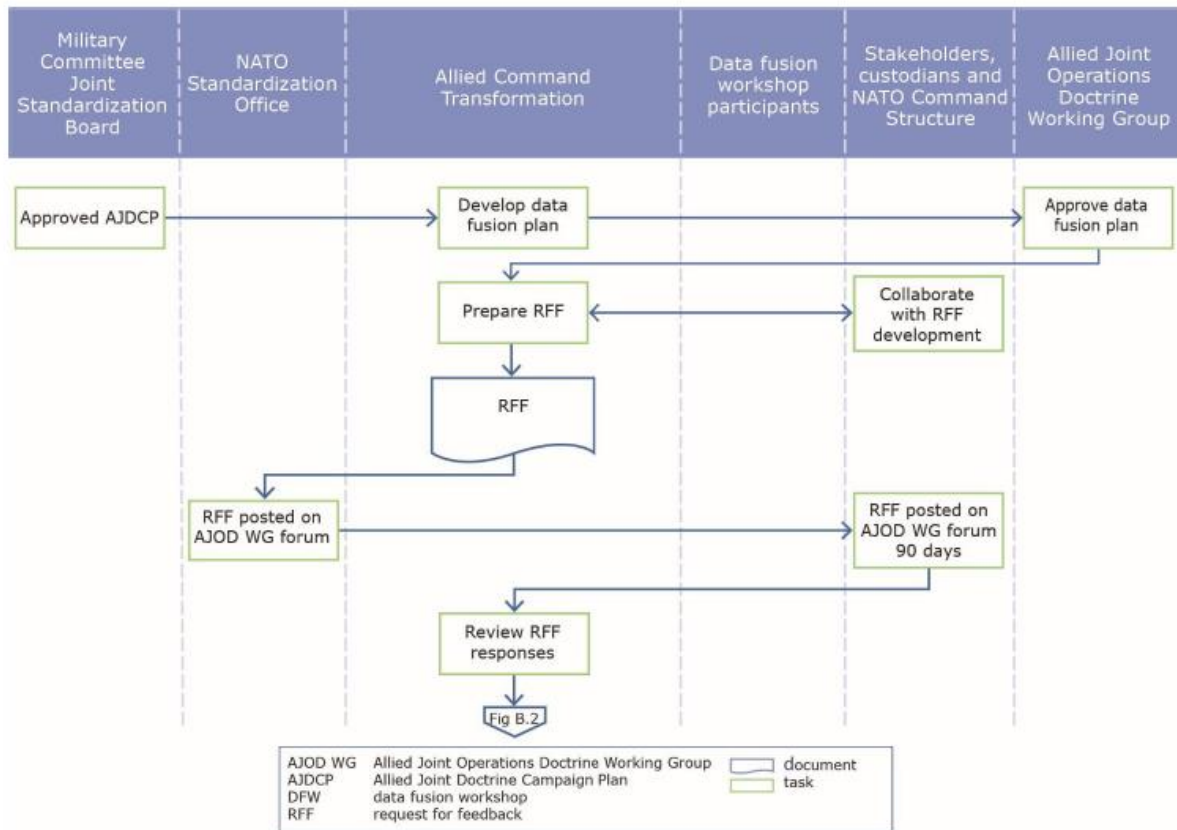 Military
Committee
Joint
Standardization
Board
NATO
Standardization
Office
Allied Command
Transformation
Data fusion
workshop
participants
Stakeholders,
custodians and
NATO Command
Structure
Allied Joint
Operations
Doctrine
Working Group
Approved AJDCP
Develop data
fusion plan
Approve data
fusion plan
Prepare RFF
Collaborate
with RFF
development
RFF
RFF posted on
AJOD WG forum
RFF posted on
AJOD WG forum
90 days
Review RFF
responses
Fig B.2
AJOD WG Allied Joint Operations Doctrine Working Group
AJDCP Allied Joint Doctrine Campaign Plan
DFW data fusion workshop
RFF request for feedback
document
task